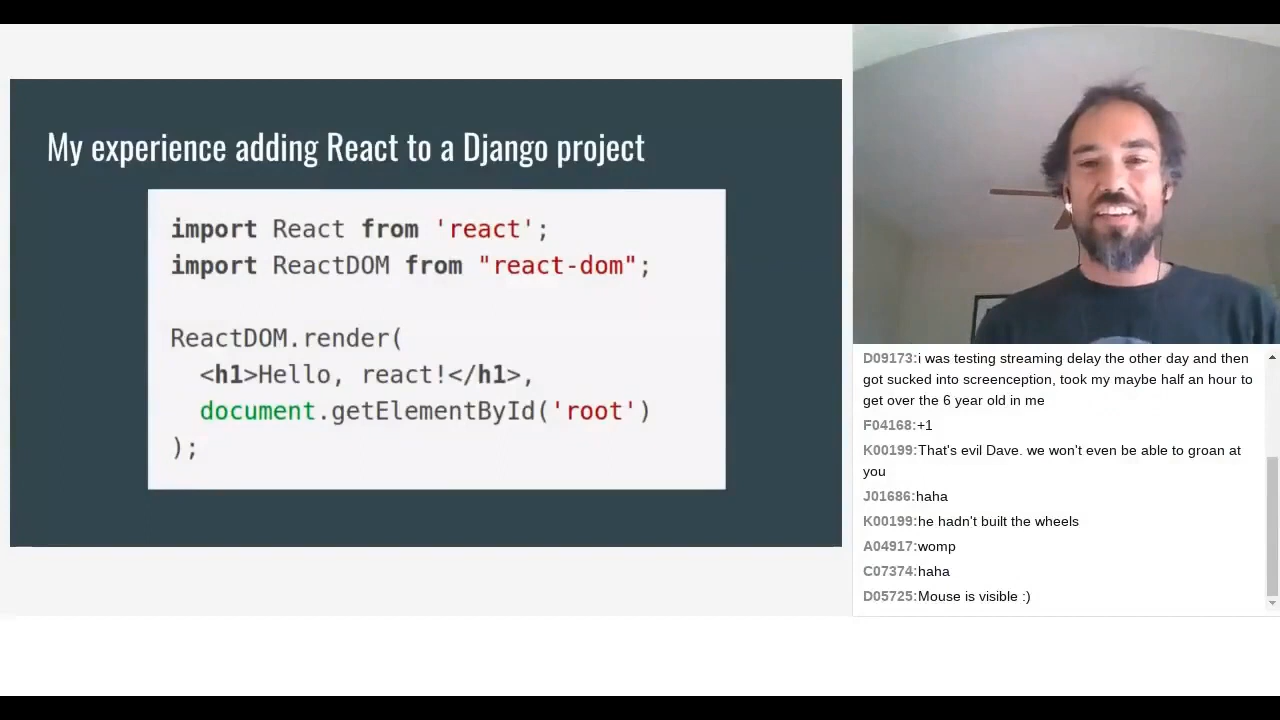 My experience adding React to a Django project
import React from 'react';
import ReactDOM from "react-dom";
ReactDOM.render(
<h1>Hello, react!</h1>,
document.getElementById('root')
);
D09173:i was testing streaming delay the other day and then
got sucked into screenception, took my maybe half an hour to
get over the 6 year old in me
F04168:+1
K00199:That's evil Dave. we won't even be able to groan at
you
J01686:haha
K00199:he hadn't built the wheels
A04917:womp
C07374:haha
D05725:Mouse is visible :)